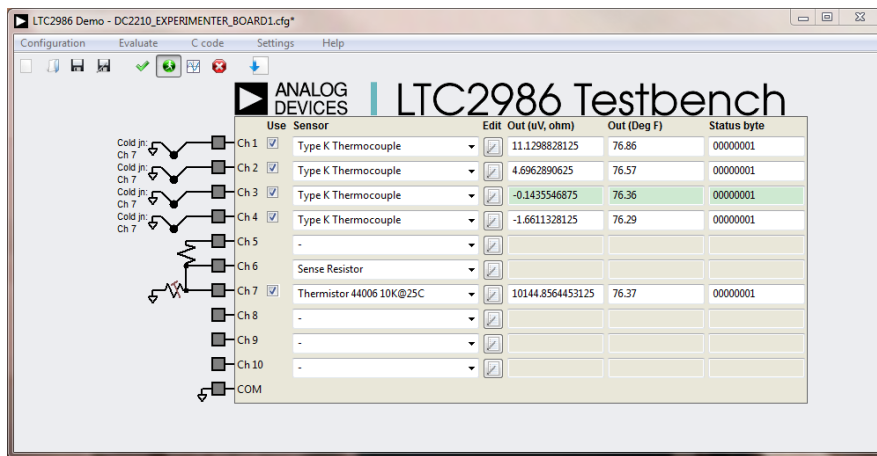 LTC2986 Demo - DC2210_EXPERIMENTER_BOARD1.cfg*
Configuration Evaluate C code Settings Help
ANALOG DEVICES LTC2986 Testbench
Use Sensor Edit Out (uV, ohm) Out (Deg F) Status byte
Cold jn: Ch 7 Ch 1 Type K Thermocouple 11.1298828125 76.86 00000001
Cold jn: Ch 7 Ch 2 Type K Thermocouple 4.6962890625 76.57 00000001
Cold jn: Ch 7 Ch 3 Type K Thermocouple -0.1435546875 76.36 00000001
Cold jn: Ch 7 Ch 4 Type K Thermocouple -1.6611328125 76.29 00000001
Ch 5 -
Ch 6 Sense Resistor
Ch 7 Thermistor 44006 10K@25C 10144.8564453125 76.37 00000001
Ch 8 -
Ch 9 -
Ch 10 -
COM